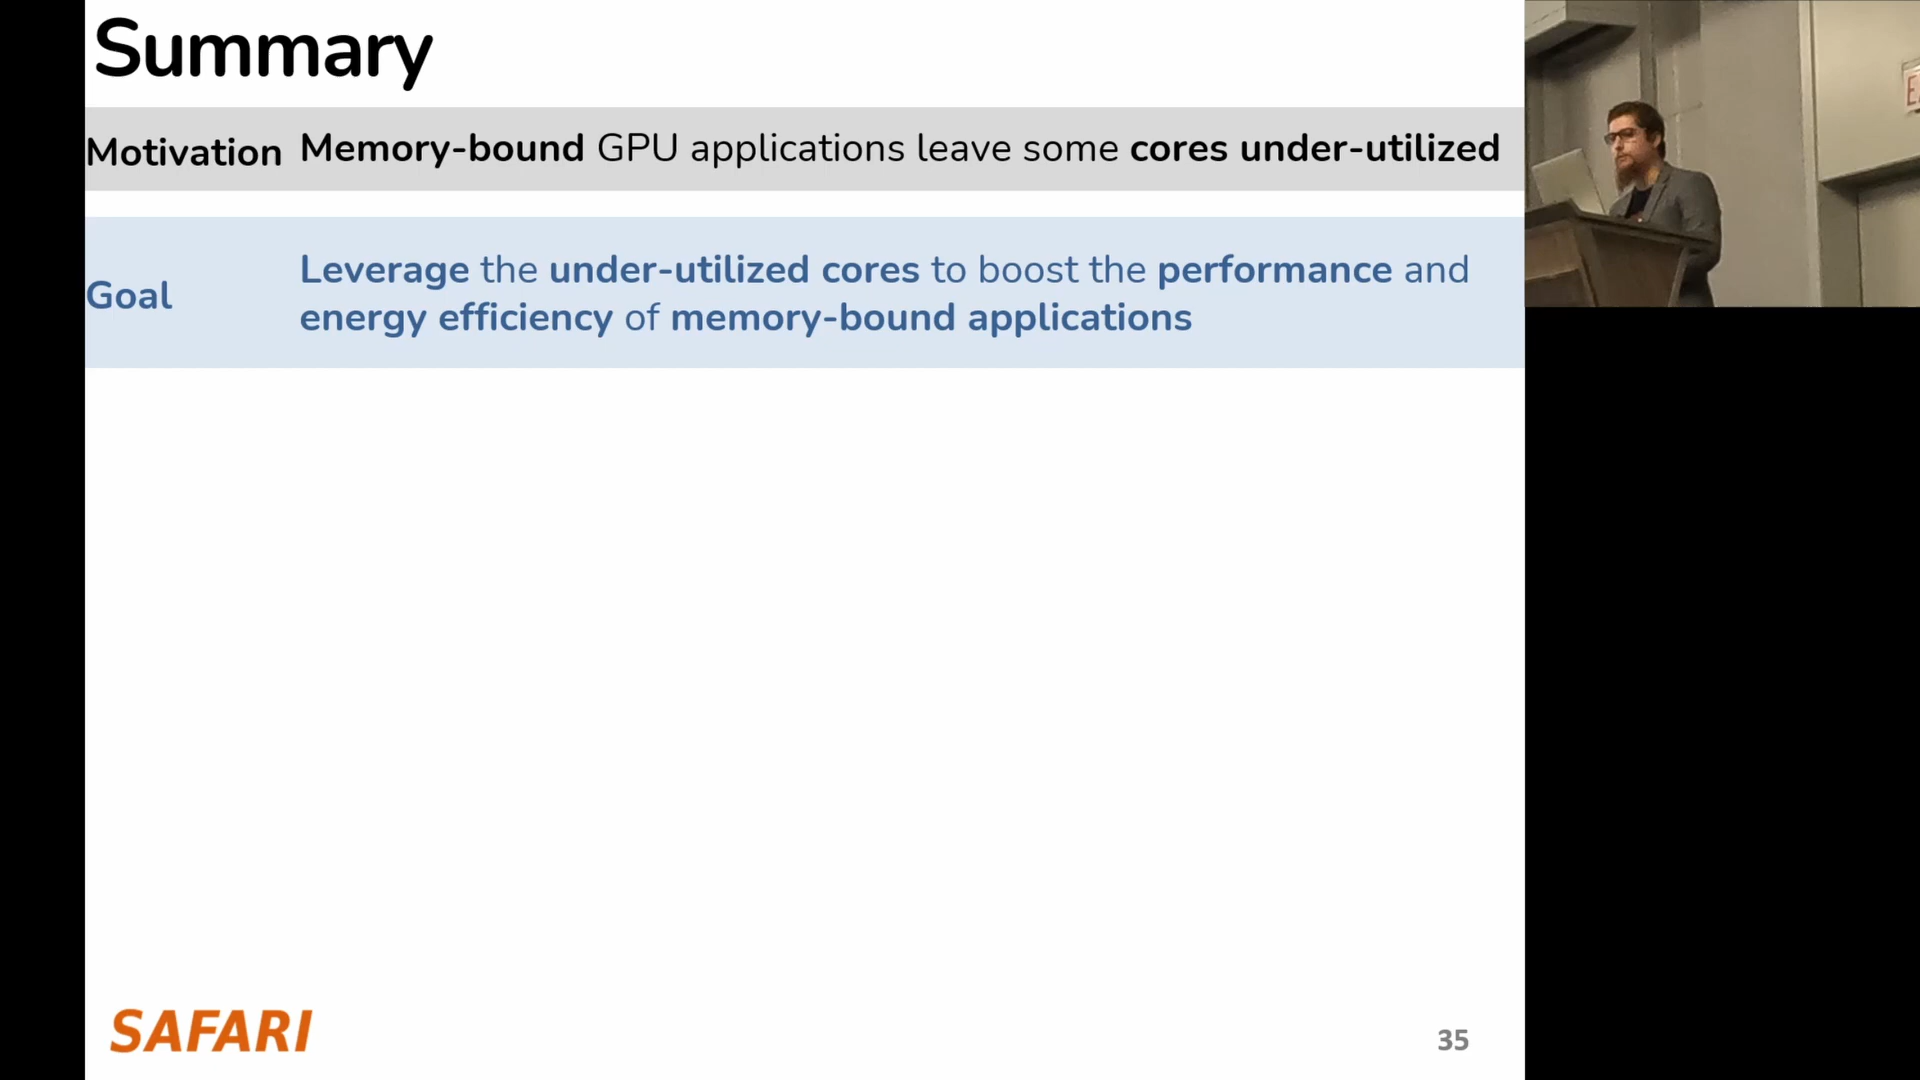 Summary
Motivation Memory-bound GPU applications leave some cores under-utilized
Goal
Leverage the under-utilized cores to boost the performance and
energy efficiency of memory-bound applications
SAFARI
35